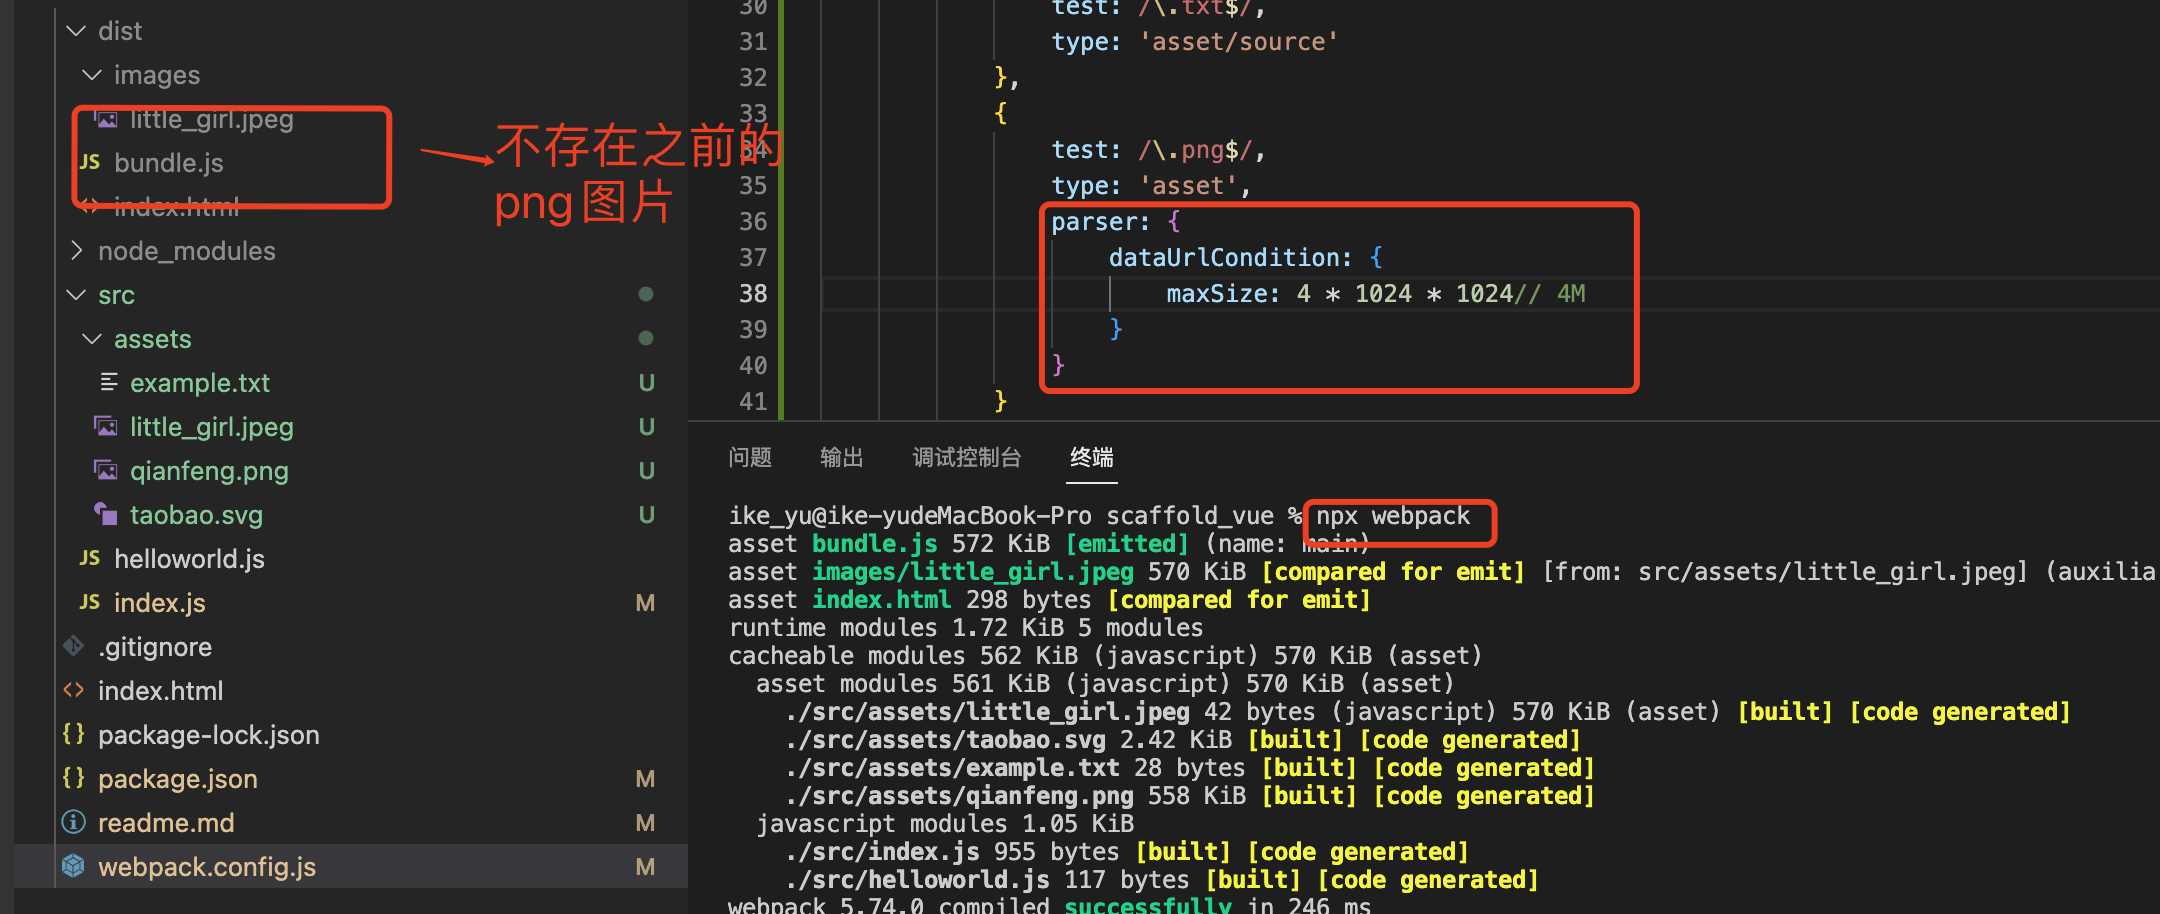 dist
images
little_girl.jpeg
JS bundle.js
index.html
node_modules
src
assets
example.txt U
little_girl.jpeg U
qianfeng.png U
taobao.svg U
JS helloworld.js
JS index.js M
.gitignore
<> index.html
{} package-lock.json
{} package.json M
readme.md M
webpack.config.js M
不存在之前的
png图片
30 test: /\.txt$/,
31 type: 'asset/source'
32 },
33 {
34 test: /\.png$/,
35 type: 'asset',
36 parser: {
37 dataUrlCondition: {
38 maxSize: 4 * 1024 * 1024// 4M
39 }
40 }
41 }
问题 输出 调试控制台 终端
ike_yu@ike-yudeMacBook-Pro scaffold_vue % npx webpack
asset bundle.js 572 KiB [emitted] (name: main)
asset images/little_girl.jpeg 570 KiB [compared for emit] [from: src/assets/little_girl.jpeg] (auxilia
asset index.html 298 bytes [compared for emit]
runtime modules 1.72 KiB 5 modules
cacheable modules 562 KiB (javascript) 570 KiB (asset)
asset modules 561 KiB (javascript) 570 KiB (asset)
./src/assets/little_girl.jpeg 42 bytes (javascript) 570 KiB (asset) [built] [code generated]
./src/assets/taobao.svg 2.42 KiB [built] [code generated]
./src/assets/example.txt 28 bytes [built] [code generated]
./src/assets/qianfeng.png 558 KiB [built] [code generated]
javascript modules 1.05 KiB
./src/index.js 955 bytes [built] [code generated]
./src/helloworld.js 117 bytes [built] [code generated]
webpack 5.74.0 compiled successfully in 246 ms